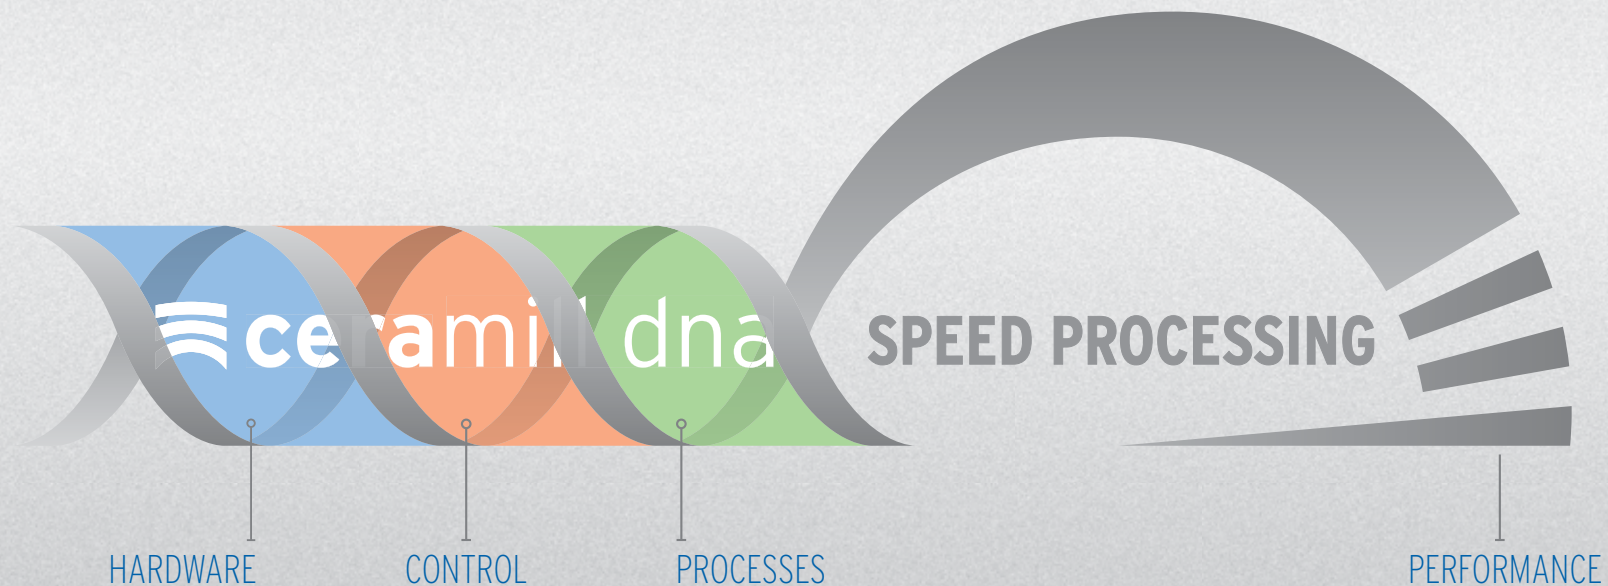 ceramill dna
SPEED PROCESSING
HARDWARE
CONTROL
PROCESSES
PERFORMANCE